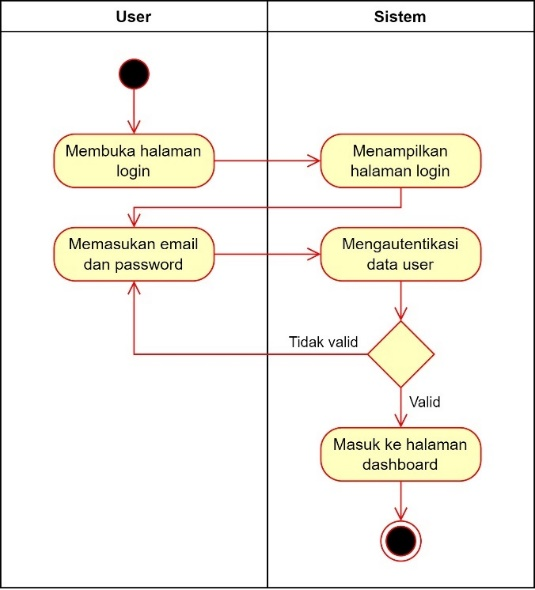 User
Sistem
Membuka halaman
login
Menampilkan
halaman login
Memasukan email
dan password
Mengautentikasi
data user
Tidak valid
Valid
Masuk ke halaman
dashboard